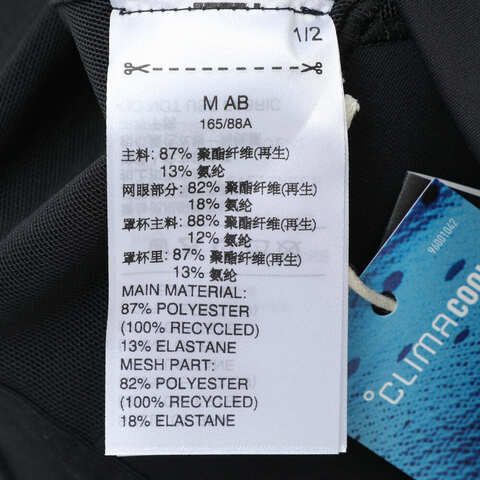 1/2
M AB
165/88A
主料: 87% 聚酯纤维(再生)
13% 氨纶
网眼部分: 82% 聚酯纤维(再生)
18% 氨纶
罩杯主料: 88% 聚酯纤维(再生)
12% 氨纶
罩杯里: 87% 聚酯纤维(再生)
13% 氨纶
MAIN MATERIAL:
87% POLYESTER
(100% RECYCLED)
13% ELASTANE
MESH PART:
82% POLYESTER
(100% RECYCLED)
18% ELASTANE
96001042
°CLIMACOOL